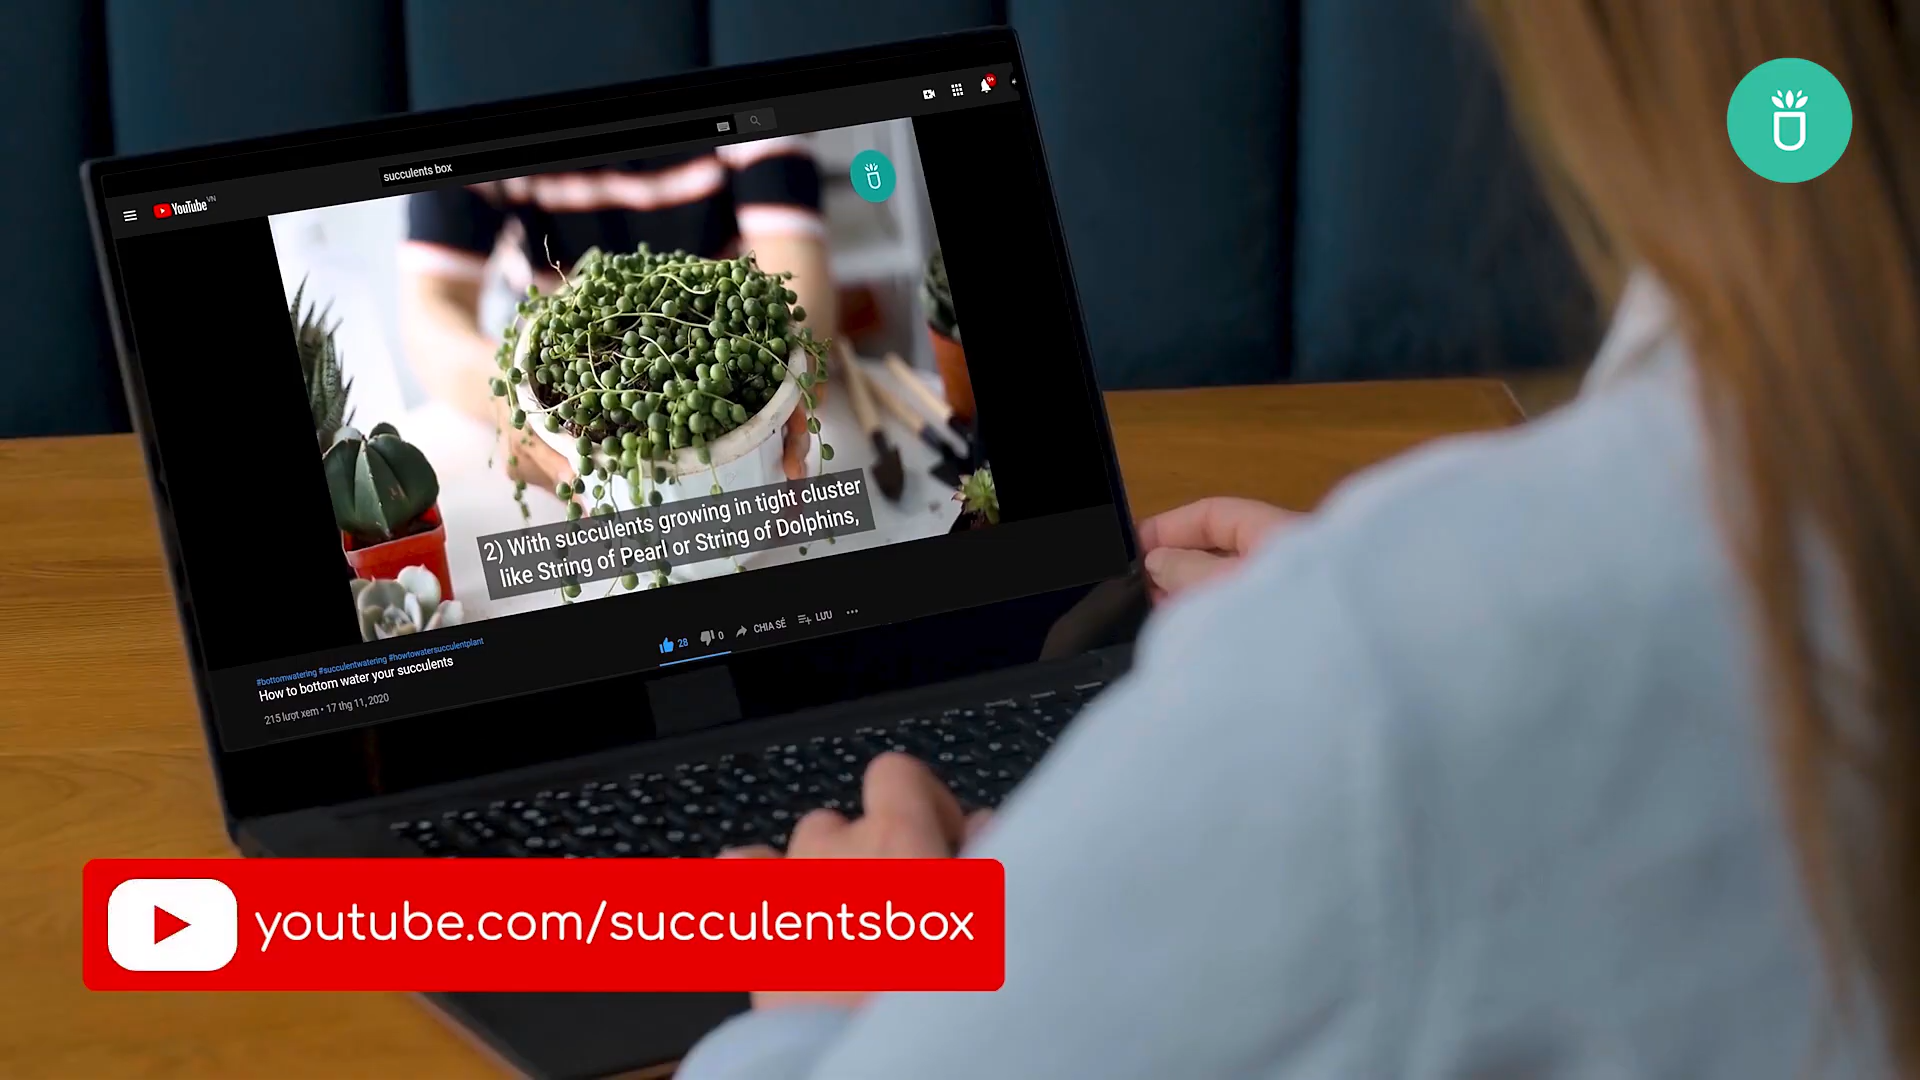 succulents box
YouTube VN
9+
2) With succulents growing in tight cluster
like String of Pearl or String of Dolphins,
#bottomwatering #succulentwatering #howtowatersucculentplant
How to bottom water your succulents
215 lượt xem • 17 thg 11, 2020
28
0
CHIA SẺ
LƯU
youtube.com/succulentsbox